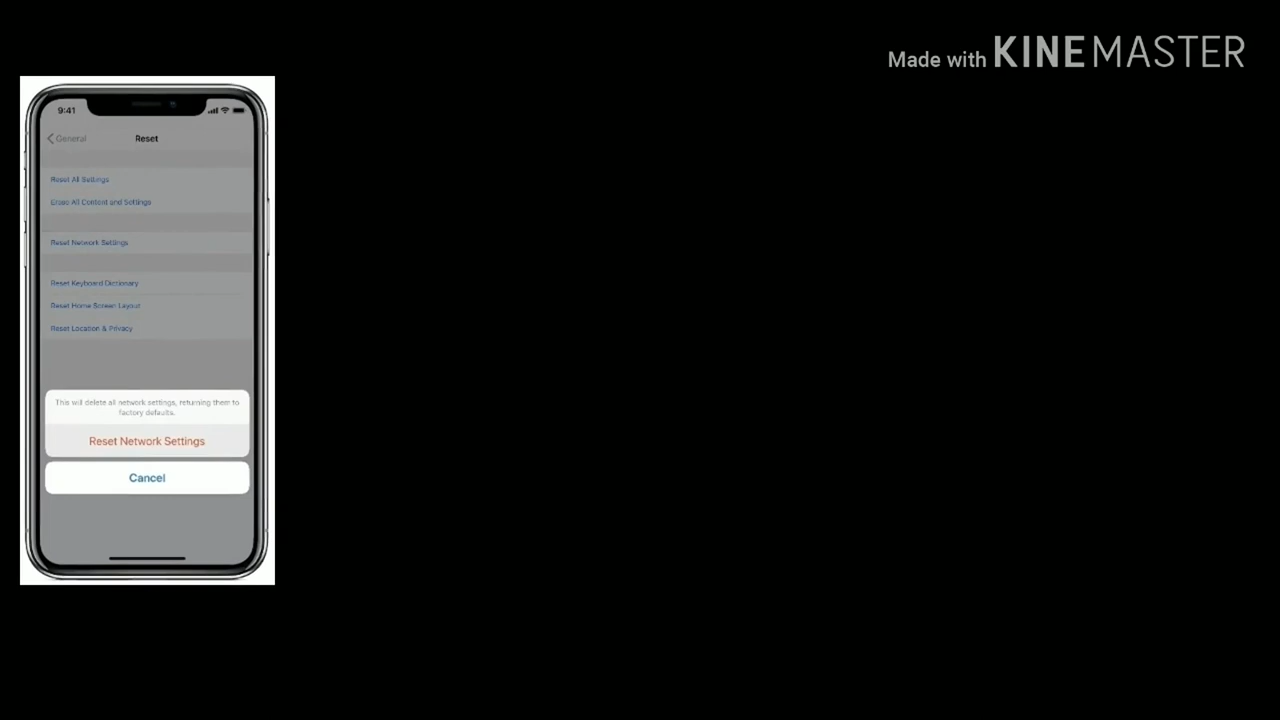 Made with KINEMASTER
9:41
General
Reset
Reset All Settings
Erase All Content and Settings
Reset Network Settings
Reset Keyboard Dictionary
Reset Home Screen Layout
Reset Location & Privacy
This will delete all network settings, returning them to
factory defaults.
Reset Network Settings
Cancel